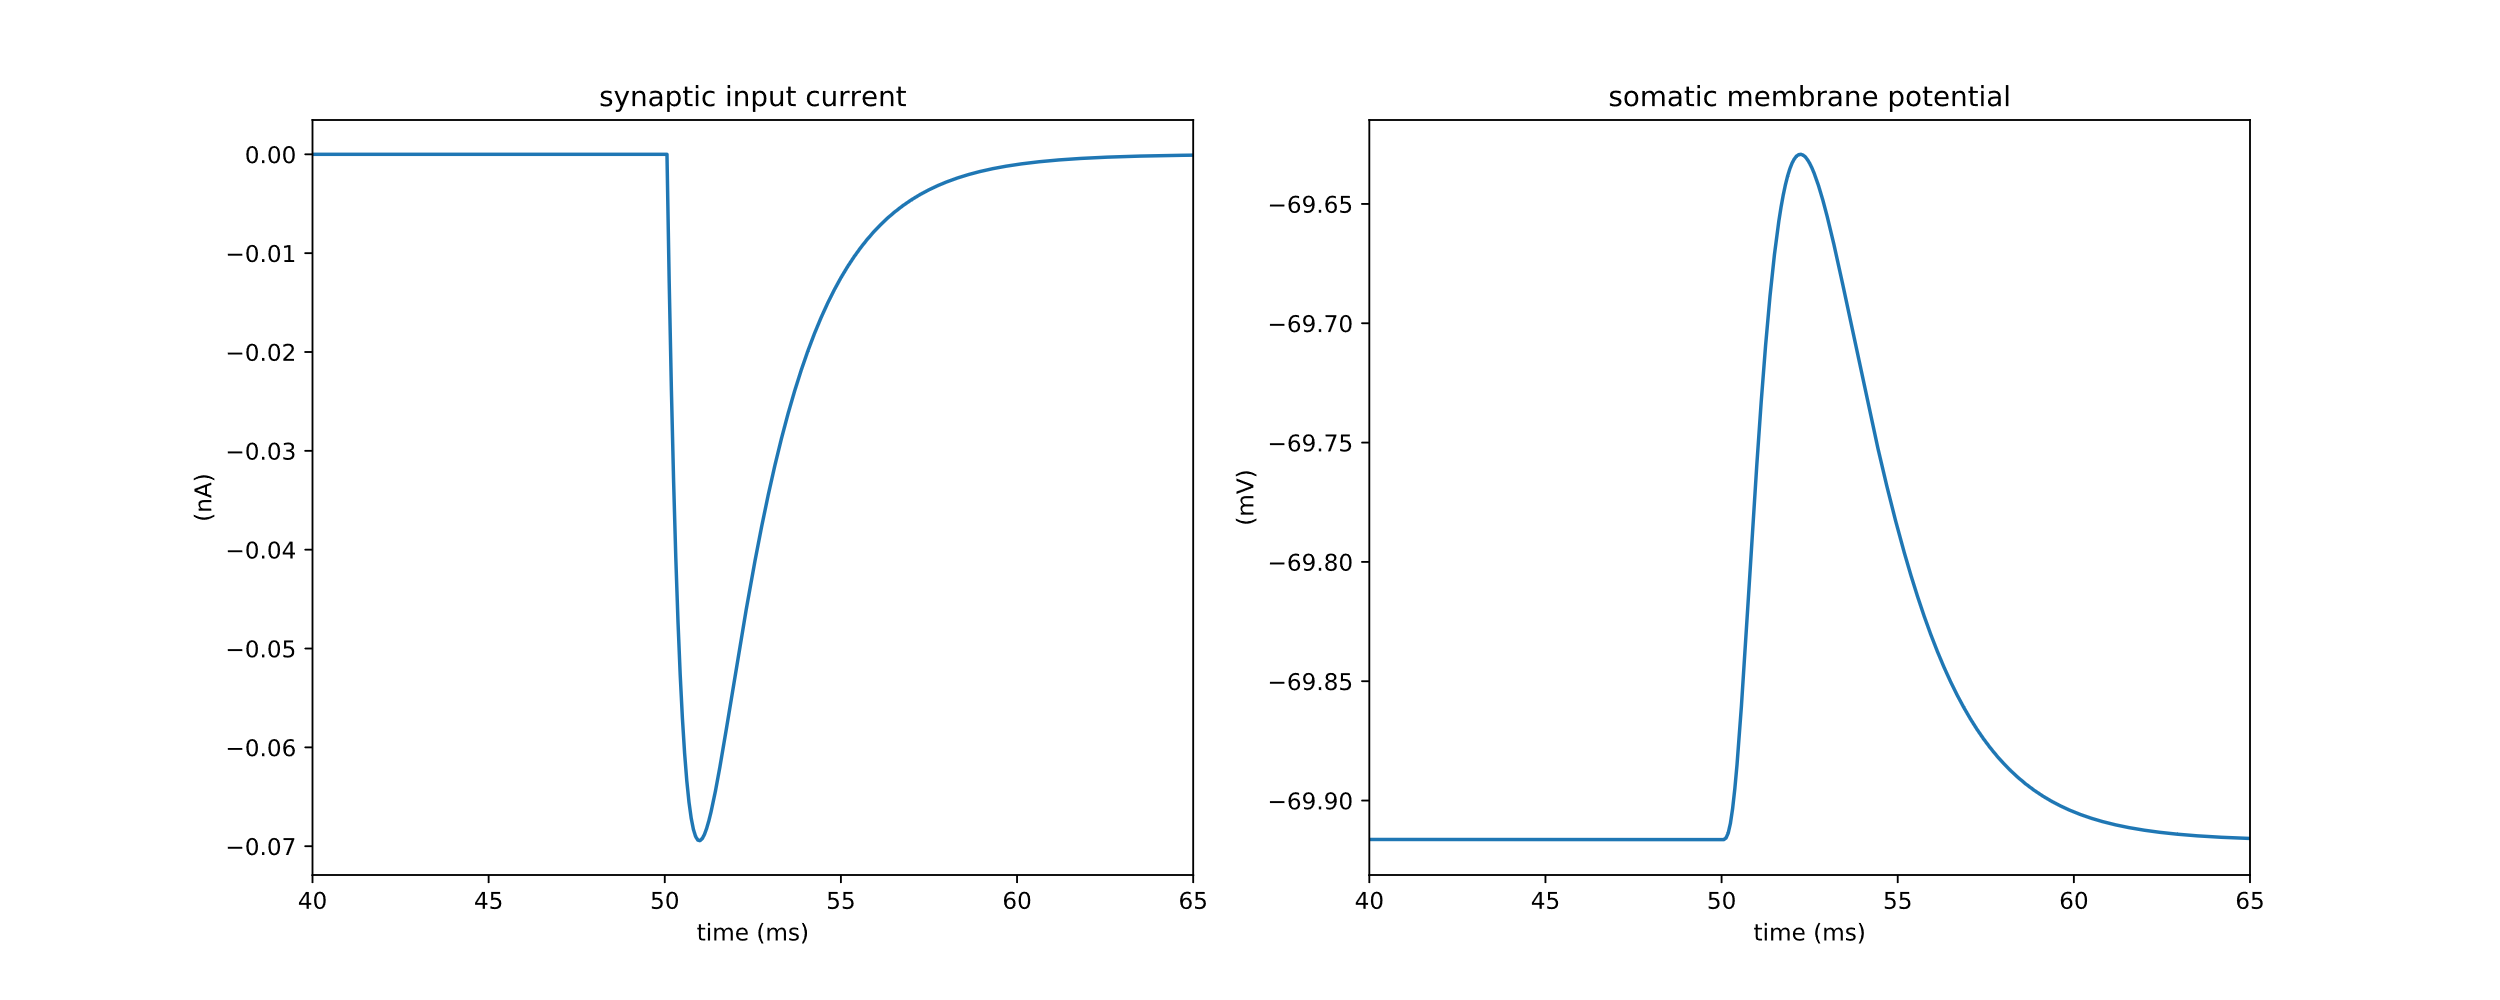 synaptic input current
0.00
−0.01
−0.02
−0.03
−0.04
−0.05
−0.06
−0.07
(nA)
40 45 50 55 60 65
time (ms)
somatic membrane potential
−69.65
−69.70
−69.75
−69.80
−69.85
−69.90
(mV)
40 45 50 55 60 65
time (ms)